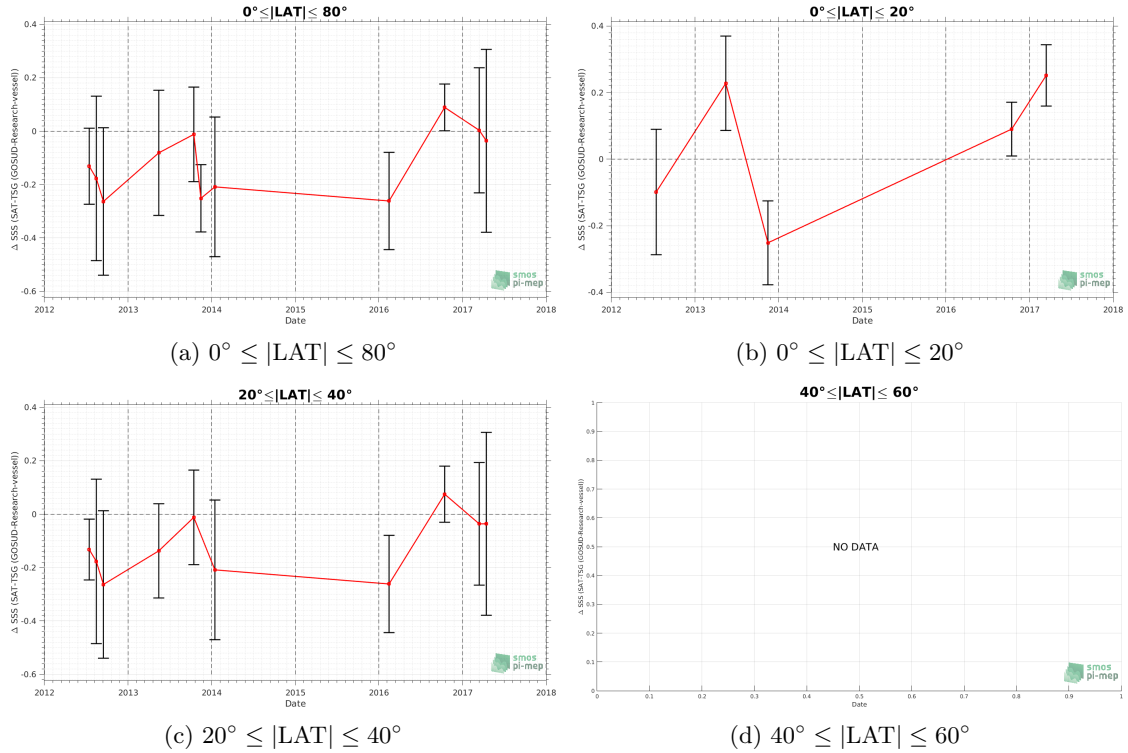 0°≤|LAT|≤ 80°
0.4
0.2
0
-0.2
-0.4
-0.6
Δ SSS (SAT-TSG (GOSUD-Research-vessel))
2012 2013 2014 2015 2016 2017 2018
Date
smos
pi-mep
(a) 0° ≤ |LAT| ≤ 80°
0°≤|LAT|≤ 20°
0.4
0.2
0
-0.2
-0.4
Δ SSS (SAT-TSG (GOSUD-Research-vessel))
2012 2013 2014 2015 2016 2017 2018
Date
smos
pi-mep
(b) 0° ≤ |LAT| ≤ 20°
20°≤|LAT|≤ 40°
0.4
0.2
0
-0.2
-0.4
-0.6
Δ SSS (SAT-TSG (GOSUD-Research-vessel))
2012 2013 2014 2015 2016 2017 2018
Date
smos
pi-mep
(c) 20° ≤ |LAT| ≤ 40°
40°≤|LAT|≤ 60°
1
0.9
0.8
0.7
0.6
0.5
0.4
0.3
0.2
0.1
0
Δ SSS (SAT-TSG (GOSUD-Research-vessel))
NO DATA
0 0.1 0.2 0.3 0.4 0.5 0.6 0.7 0.8 0.9 1
Date
smos
pi-mep
(d) 40° ≤ |LAT| ≤ 60°